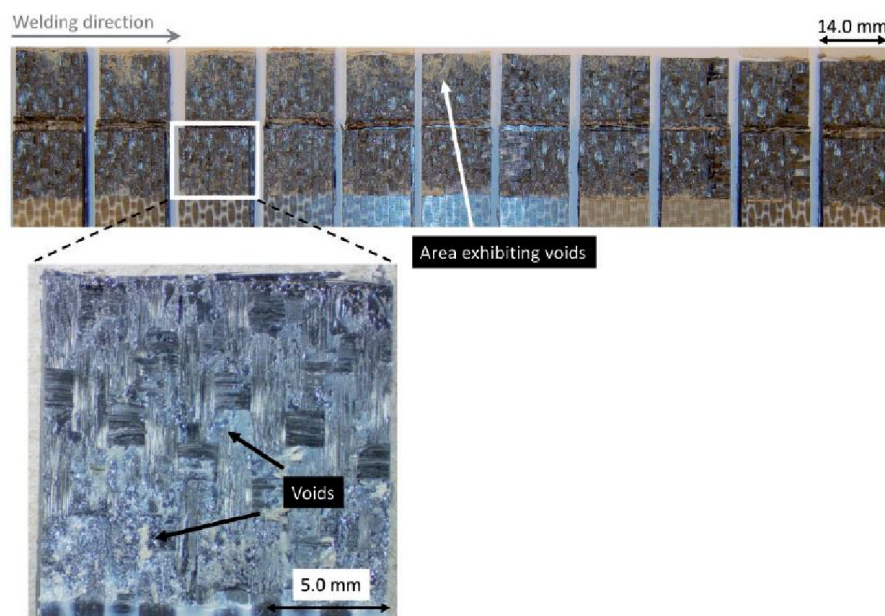 Welding direction
14.0 mm
Area exhibiting voids
Voids
5.0 mm